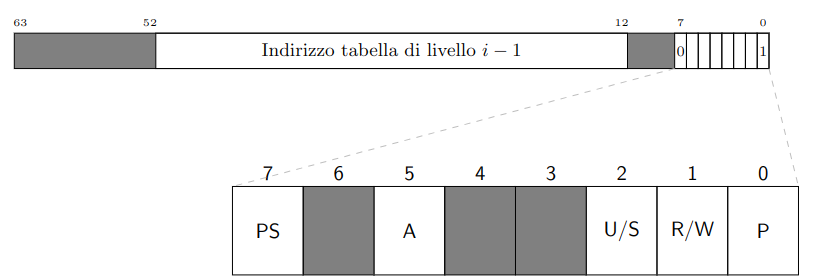 63 52 12 7 0
Indirizzo tabella di livello i − 1 0 1
7 6 5 4 3 2 1 0
PS A U/S R/W P